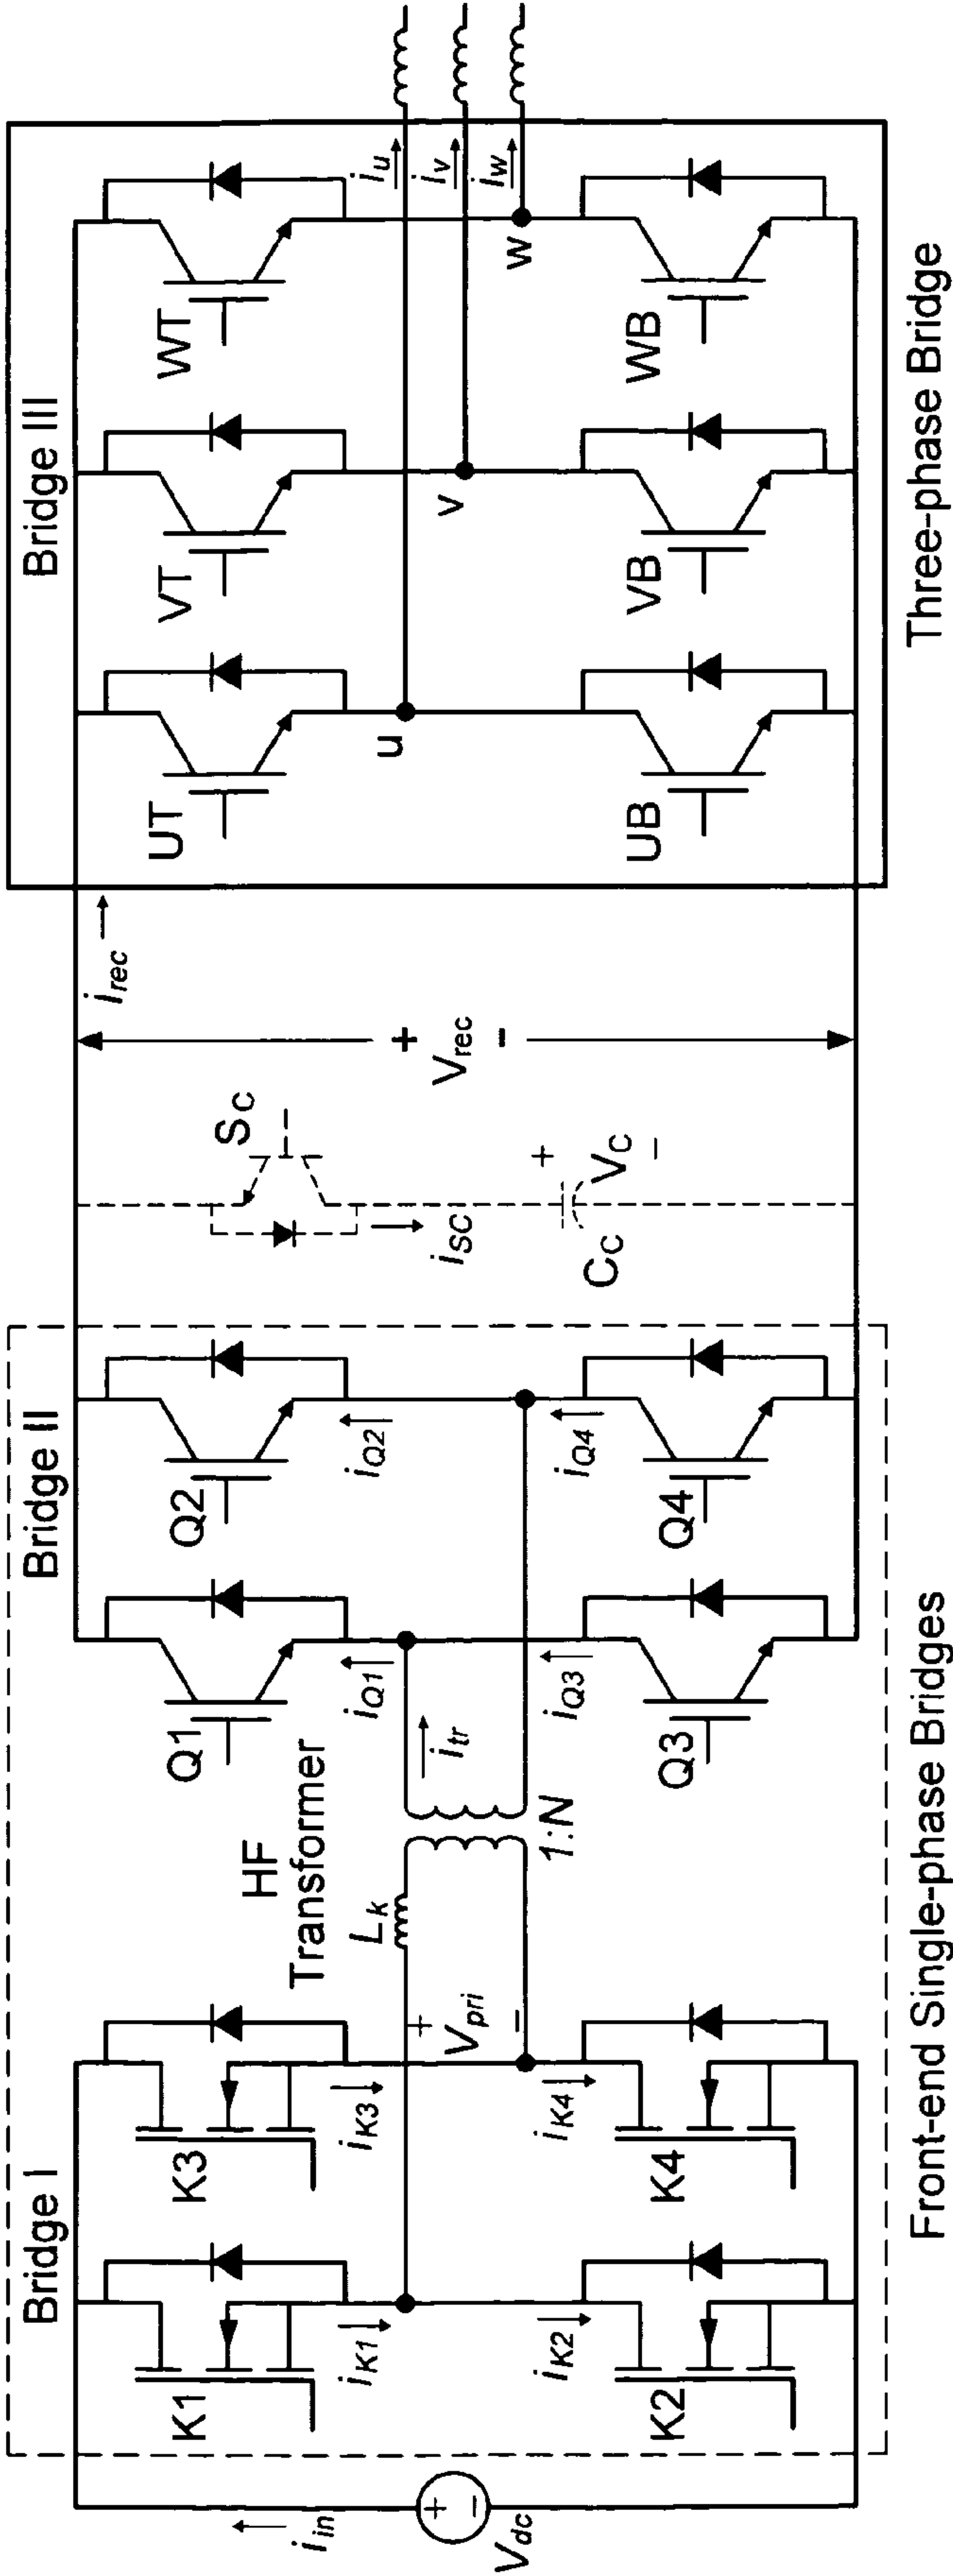 Bridge I
Bridge II
Bridge III
K1
K3
Q1
Q2
UT
VT
WT
HF
Transformer
L_k
1:N
i_in
V_dc
i_K1
i_K3
i_K2
i_K4
V_pri
+
−
+
−
i_tr
i_Q1
i_Q2
i_Q3
i_Q4
K2
K4
Q3
Q4
Sc
i_SC
+
V_C
−
C_C
i_rec
+
V_rec
-
u
v
w
i_u
i_v
i_w
UB
VB
WB
Front-end Single-phase Bridges
Three-phase Bridge